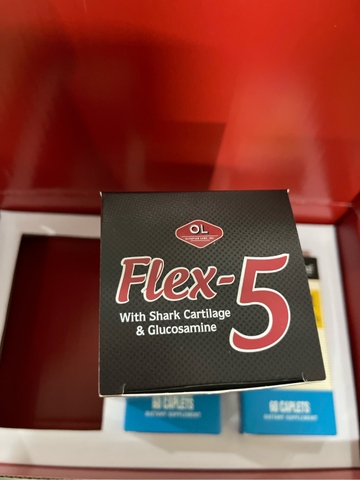 OL
Flex-5
With Shark Cartilage
& Glucosamine
60 CAPLETS
DIETARY SUPPLEMENT
60 CAPLETS
DIETARY SUPPLEMENT